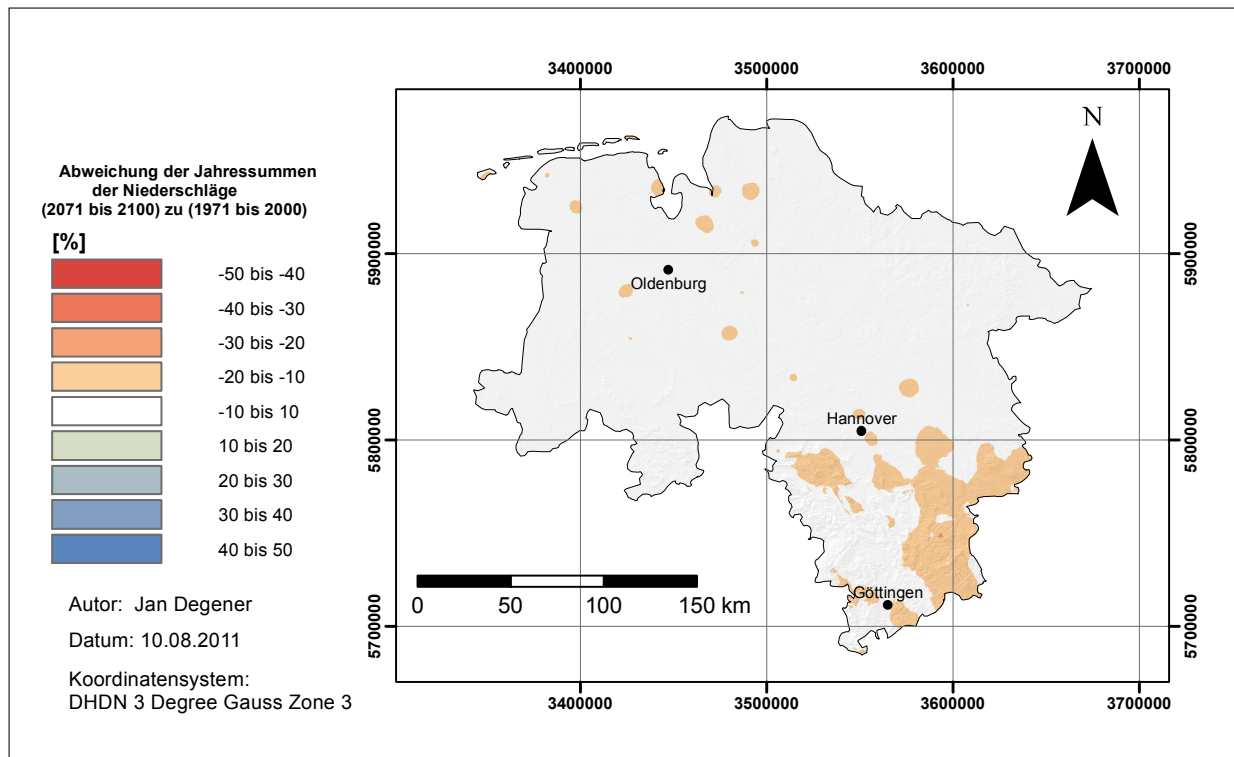 3400000 3500000 3600000 3700000
N
Abweichung der Jahressummen
der Niederschläge
(2071 bis 2100) zu (1971 bis 2000)
[%]
-50 bis -40
-40 bis -30
-30 bis -20
-20 bis -10
-10 bis 10
10 bis 20
20 bis 30
30 bis 40
40 bis 50
Autor: Jan Degener
Datum: 10.08.2011
Koordinatensystem:
DHDN 3 Degree Gauss Zone 3
5900000
5800000
5700000
Oldenburg
Hannover
Göttingen
0 50 100 150 km
5900000
5800000
5700000
3400000 3500000 3600000 3700000